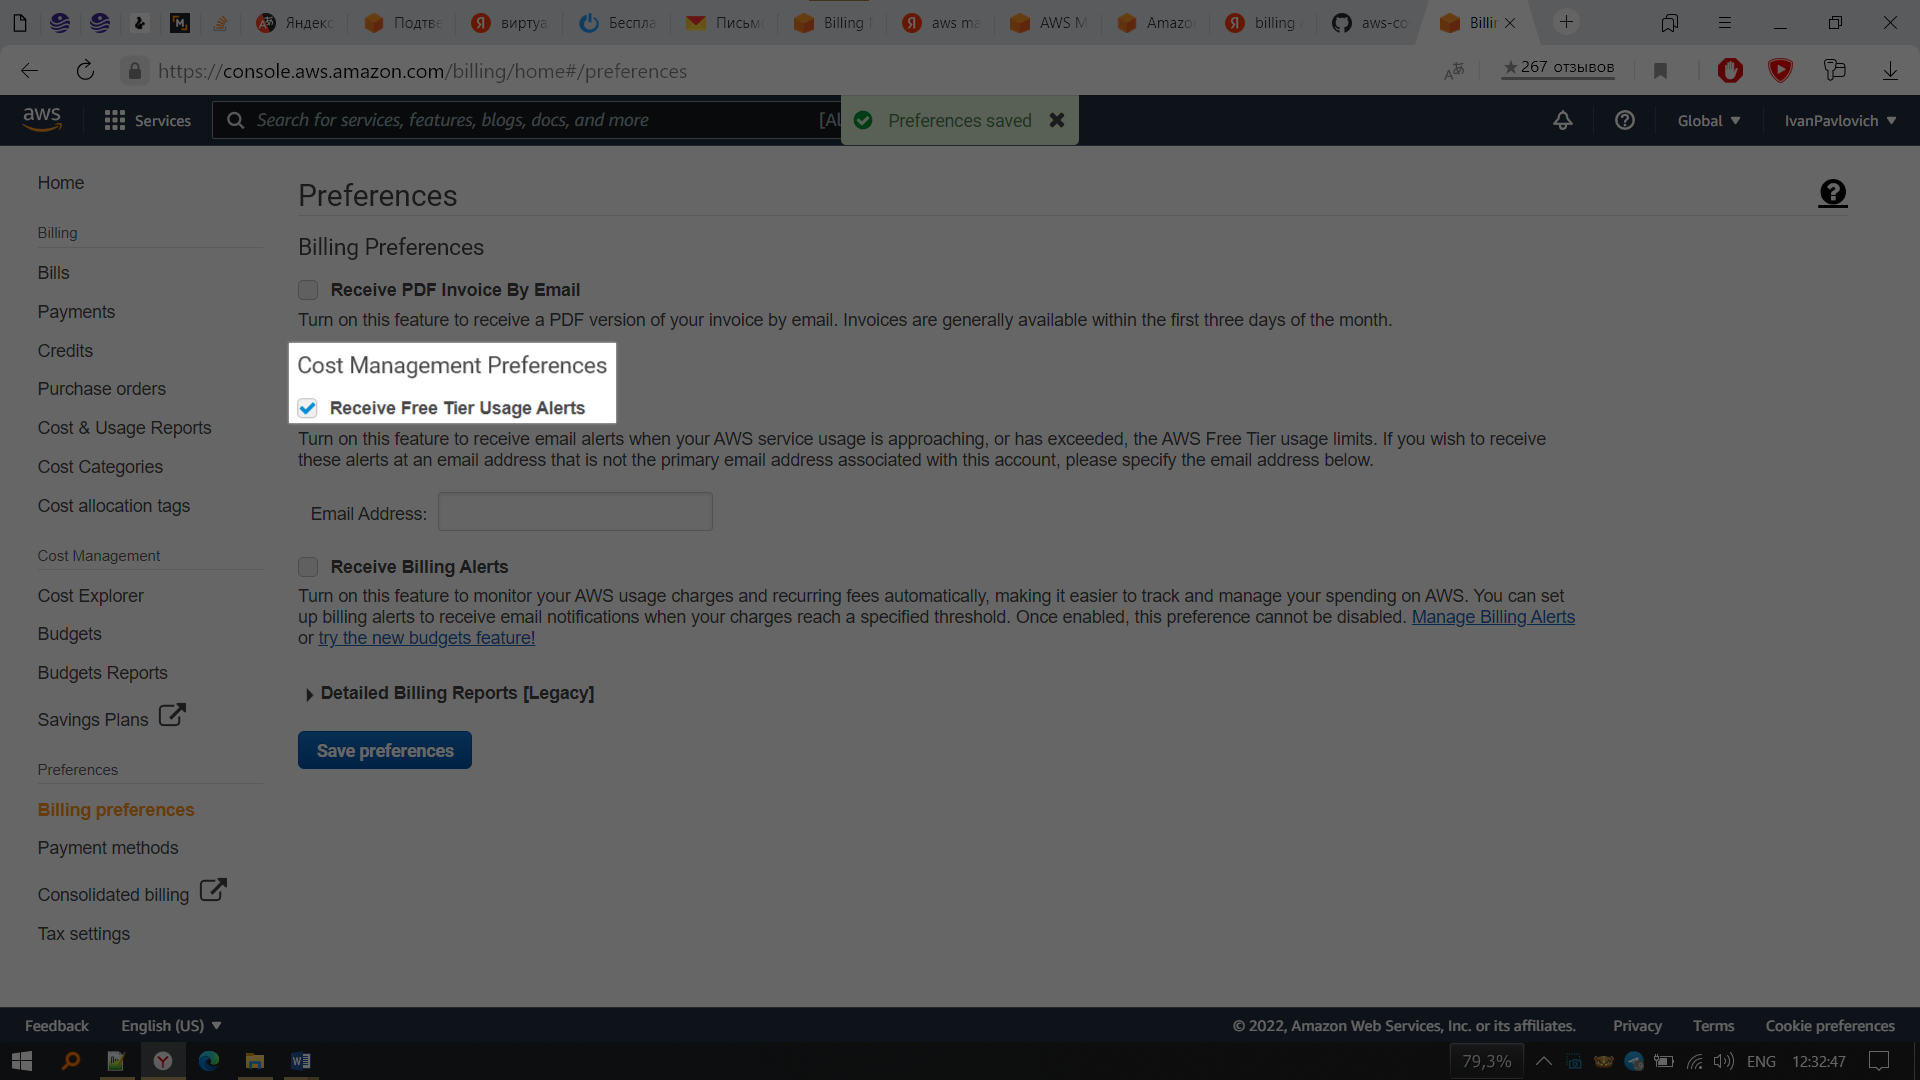 Яндекс
Подтве
виртуа
Беспла
Письмо
Billing
aws ma
AWS M
Amazo
billing
aws-co
Billin
https://console.aws.amazon.com/billing/home#/preferences
267 отзывов
aws
Services
Search for services, features, blogs, docs, and more
[Al
Preferences saved
Global
IvanPavlovich
Home
Billing
Bills
Payments
Credits
Purchase orders
Cost & Usage Reports
Cost Categories
Cost allocation tags
Cost Management
Cost Explorer
Budgets
Budgets Reports
Savings Plans
Preferences
Billing preferences
Payment methods
Consolidated billing
Tax settings
Preferences
Billing Preferences
Receive PDF Invoice By Email
Turn on this feature to receive a PDF version of your invoice by email. Invoices are generally available within the first three days of the month.
Cost Management Preferences
Receive Free Tier Usage Alerts
Turn on this feature to receive email alerts when your AWS service usage is approaching, or has exceeded, the AWS Free Tier usage limits. If you wish to receive
these alerts at an email address that is not the primary email address associated with this account, please specify the email address below.
Email Address:
Receive Billing Alerts
Turn on this feature to monitor your AWS usage charges and recurring fees automatically, making it easier to track and manage your spending on AWS. You can set
up billing alerts to receive email notifications when your charges reach a specified threshold. Once enabled, this preference cannot be disabled. Manage Billing Alerts
or try the new budgets feature!
Detailed Billing Reports [Legacy]
Save preferences
Feedback
English (US)
© 2022, Amazon Web Services, Inc. or its affiliates.
Privacy
Terms
Cookie preferences
79,3%
ENG
12:32:47